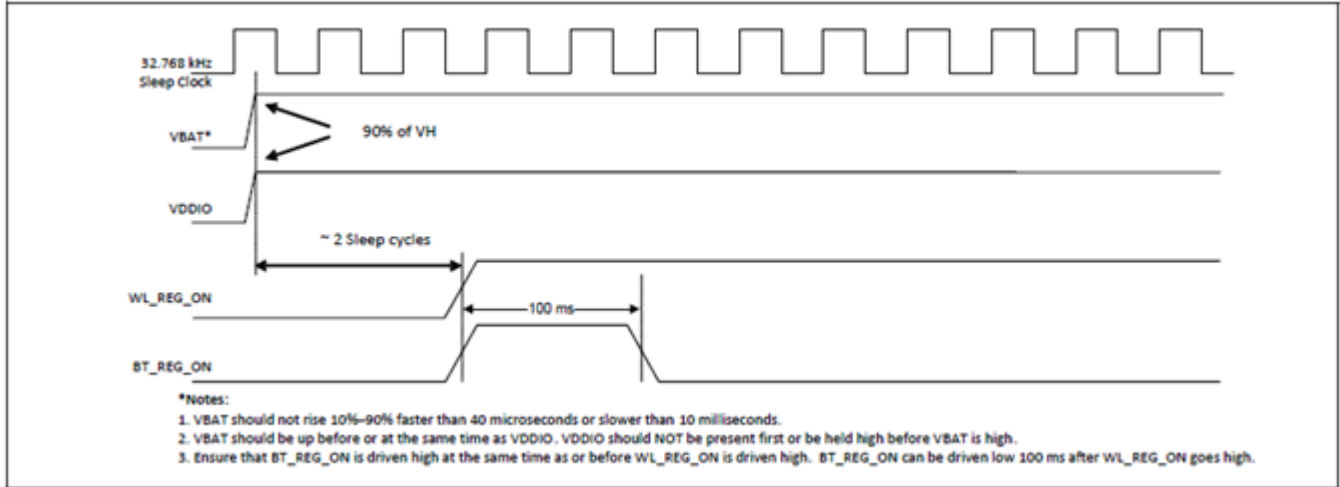 32.768 kHz
Sleep Clock
VBAT*
90% of VH
VDDIO
~ 2 Sleep cycles
WL_REG_ON
100 ms
BT_REG_ON
*Notes:
1. VBAT should not rise 10%–90% faster than 40 microseconds or slower than 10 milliseconds.
2. VBAT should be up before or at the same time as VDDIO. VDDIO should NOT be present first or be held high before VBAT is high.
3. Ensure that BT_REG_ON is driven high at the same time as or before WL_REG_ON is driven high. BT_REG_ON can be driven low 100 ms after WL_REG_ON goes high.